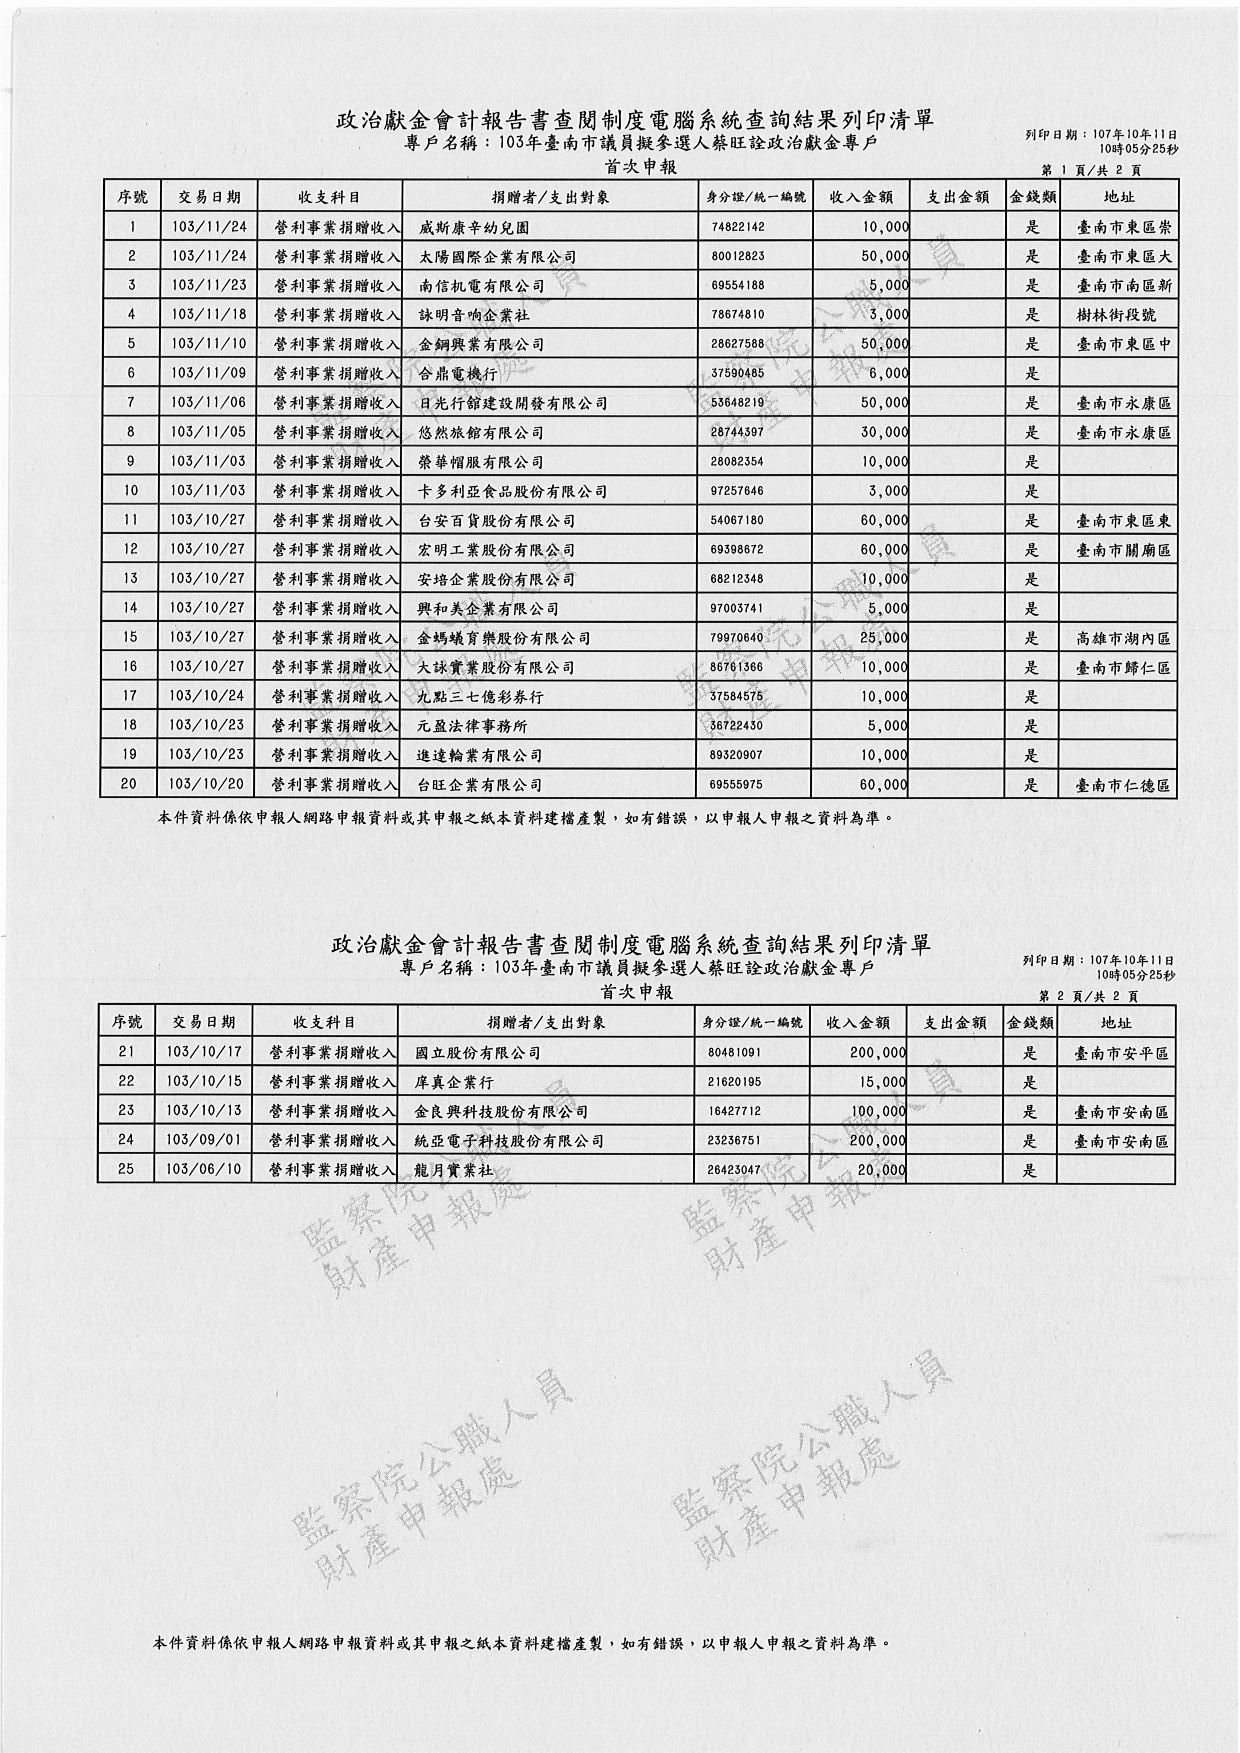 政治獻金會計報告書查閱制度電腦系統查詢結果列印清單
專戶名稱：103年臺南市議員擬參選人蔡旺詮政治獻金專戶
列印日期：107年10月11日
10時05分25秒
首次申報
第 1 頁/共 2 頁
序號 交易日期 收支科目 捐贈者/支出對象 身分證/統一編號 收入金額 支出金額 金錢類 地址
1 103/11/24 營利事業捐贈收入 威斯康辛幼兒園 74822142 10,000 是 臺南市東區崇
2 103/11/24 營利事業捐贈收入 太陽國際企業有限公司 80012823 50,000 是 臺南市東區大
3 103/11/23 營利事業捐贈收入 南信机電有限公司 69554188 5,000 是 臺南市南區新
4 103/11/18 營利事業捐贈收入 詠明音响企業社 78674810 3,000 是 樹林街段號
5 103/11/10 營利事業捐贈收入 金鋼興業有限公司 28627588 50,000 是 臺南市東區中
6 103/11/09 營利事業捐贈收入 合鼎電機行 37590485 6,000 是
7 103/11/06 營利事業捐贈收入 日光行舘建設開發有限公司 53648219 50,000 是 臺南市永康區
8 103/11/05 營利事業捐贈收入 悠然旅館有限公司 28744397 30,000 是 臺南市永康區
9 103/11/03 營利事業捐贈收入 榮華帽服有限公司 28082354 10,000 是
10 103/11/03 營利事業捐贈收入 卡多利亞食品股份有限公司 97257646 3,000 是
11 103/10/27 營利事業捐贈收入 台安百貨股份有限公司 54067180 60,000 是 臺南市東區東
12 103/10/27 營利事業捐贈收入 宏明工業股份有限公司 69398672 60,000 是 臺南市關廟區
13 103/10/27 營利事業捐贈收入 安培企業股份有限公司 68212348 10,000 是
14 103/10/27 營利事業捐贈收入 興和美企業有限公司 97003741 5,000 是
15 103/10/27 營利事業捐贈收入 金螞蟻育樂股份有限公司 79970640 25,000 是 高雄市湖內區
16 103/10/27 營利事業捐贈收入 大詠實業股份有限公司 86761366 10,000 是 臺南市歸仁區
17 103/10/24 營利事業捐贈收入 九點三七億彩券行 37584575 10,000 是
18 103/10/23 營利事業捐贈收入 元盈法律事務所 36722430 5,000 是
19 103/10/23 營利事業捐贈收入 進達輪業有限公司 89320907 10,000 是
20 103/10/20 營利事業捐贈收入 台旺企業有限公司 69555975 60,000 是 臺南市仁德區
本件資料係依申報人網路申報資料或其申報之紙本資料建檔產製，如有錯誤，以申報人申報之資料為準。
監察院公職人員
財產申報處
監察院公職人員
財產申報處
監察院公職人員
財產申報處
監察院公職人員
財產申報處
政治獻金會計報告書查閱制度電腦系統查詢結果列印清單
專戶名稱：103年臺南市議員擬參選人蔡旺詮政治獻金專戶
列印日期：107年10月11日
10時05分25秒
首次申報
第 2 頁/共 2 頁
序號 交易日期 收支科目 捐贈者/支出對象 身分證/統一編號 收入金額 支出金額 金錢類 地址
21 103/10/17 營利事業捐贈收入 國立股份有限公司 80481091 200,000 是 臺南市安平區
22 103/10/15 營利事業捐贈收入 庠真企業行 21620195 15,000 是
23 103/10/13 營利事業捐贈收入 金良興科技股份有限公司 16427712 100,000 是 臺南市安南區
24 103/09/01 營利事業捐贈收入 統亞電子科技股份有限公司 23236751 200,000 是 臺南市安南區
25 103/06/10 營利事業捐贈收入 龍月實業社 26423047 20,000 是
監察院公職人員
財產申報處
監察院公職人員
財產申報處
監察院公職人員
財產申報處
監察院公職人員
財產申報處
本件資料係依申報人網路申報資料或其申報之紙本資料建檔產製，如有錯誤，以申報人申報之資料為準。